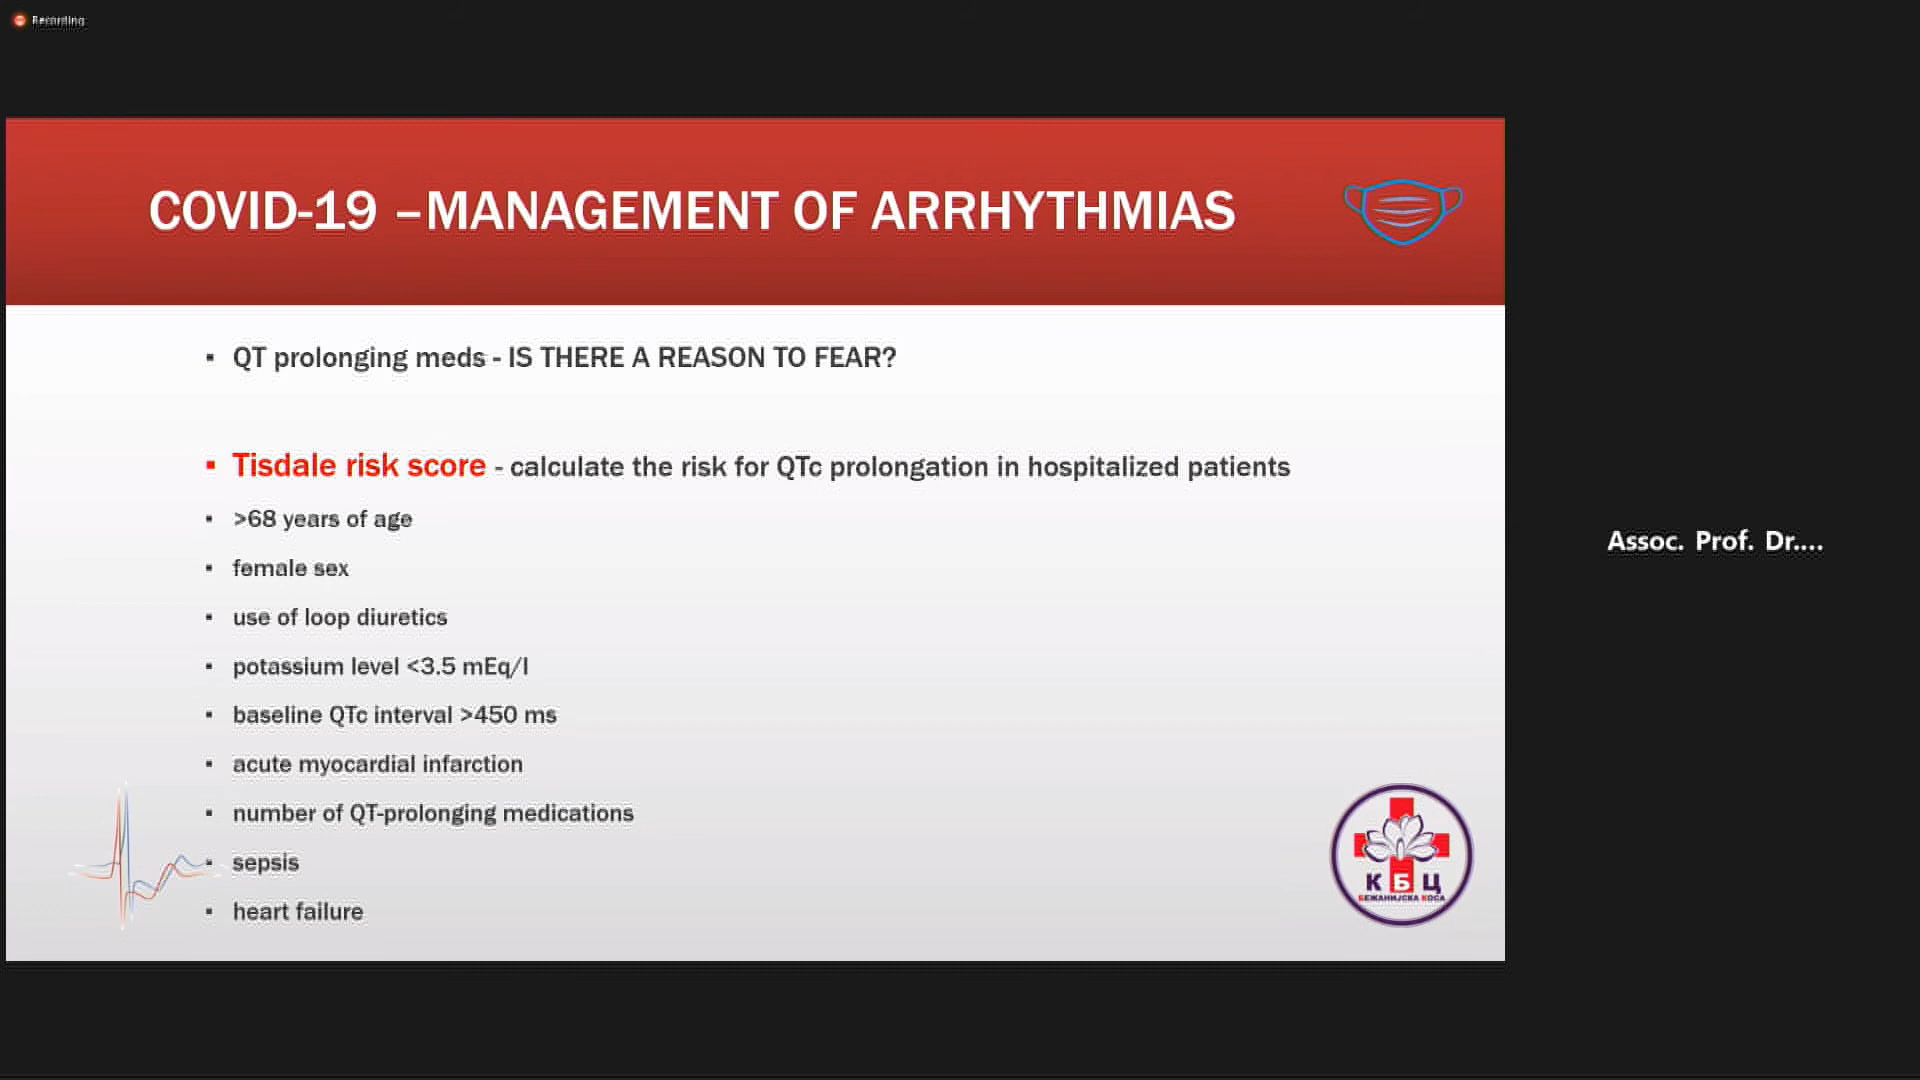 Recording
COVID-19 –MANAGEMENT OF ARRHYTHMIAS
▪ QT prolonging meds - IS THERE A REASON TO FEAR?
▪ Tisdale risk score - calculate the risk for QTc prolongation in hospitalized patients
▪ >68 years of age
▪ female sex
▪ use of loop diuretics
▪ potassium level <3.5 mEq/l
▪ baseline QTc interval >450 ms
▪ acute myocardial infarction
▪ number of QT-prolonging medications
▪ sepsis
▪ heart failure
К Б Ц
БЕЖАНИЈСКА КОСА
Assoc. Prof. Dr....